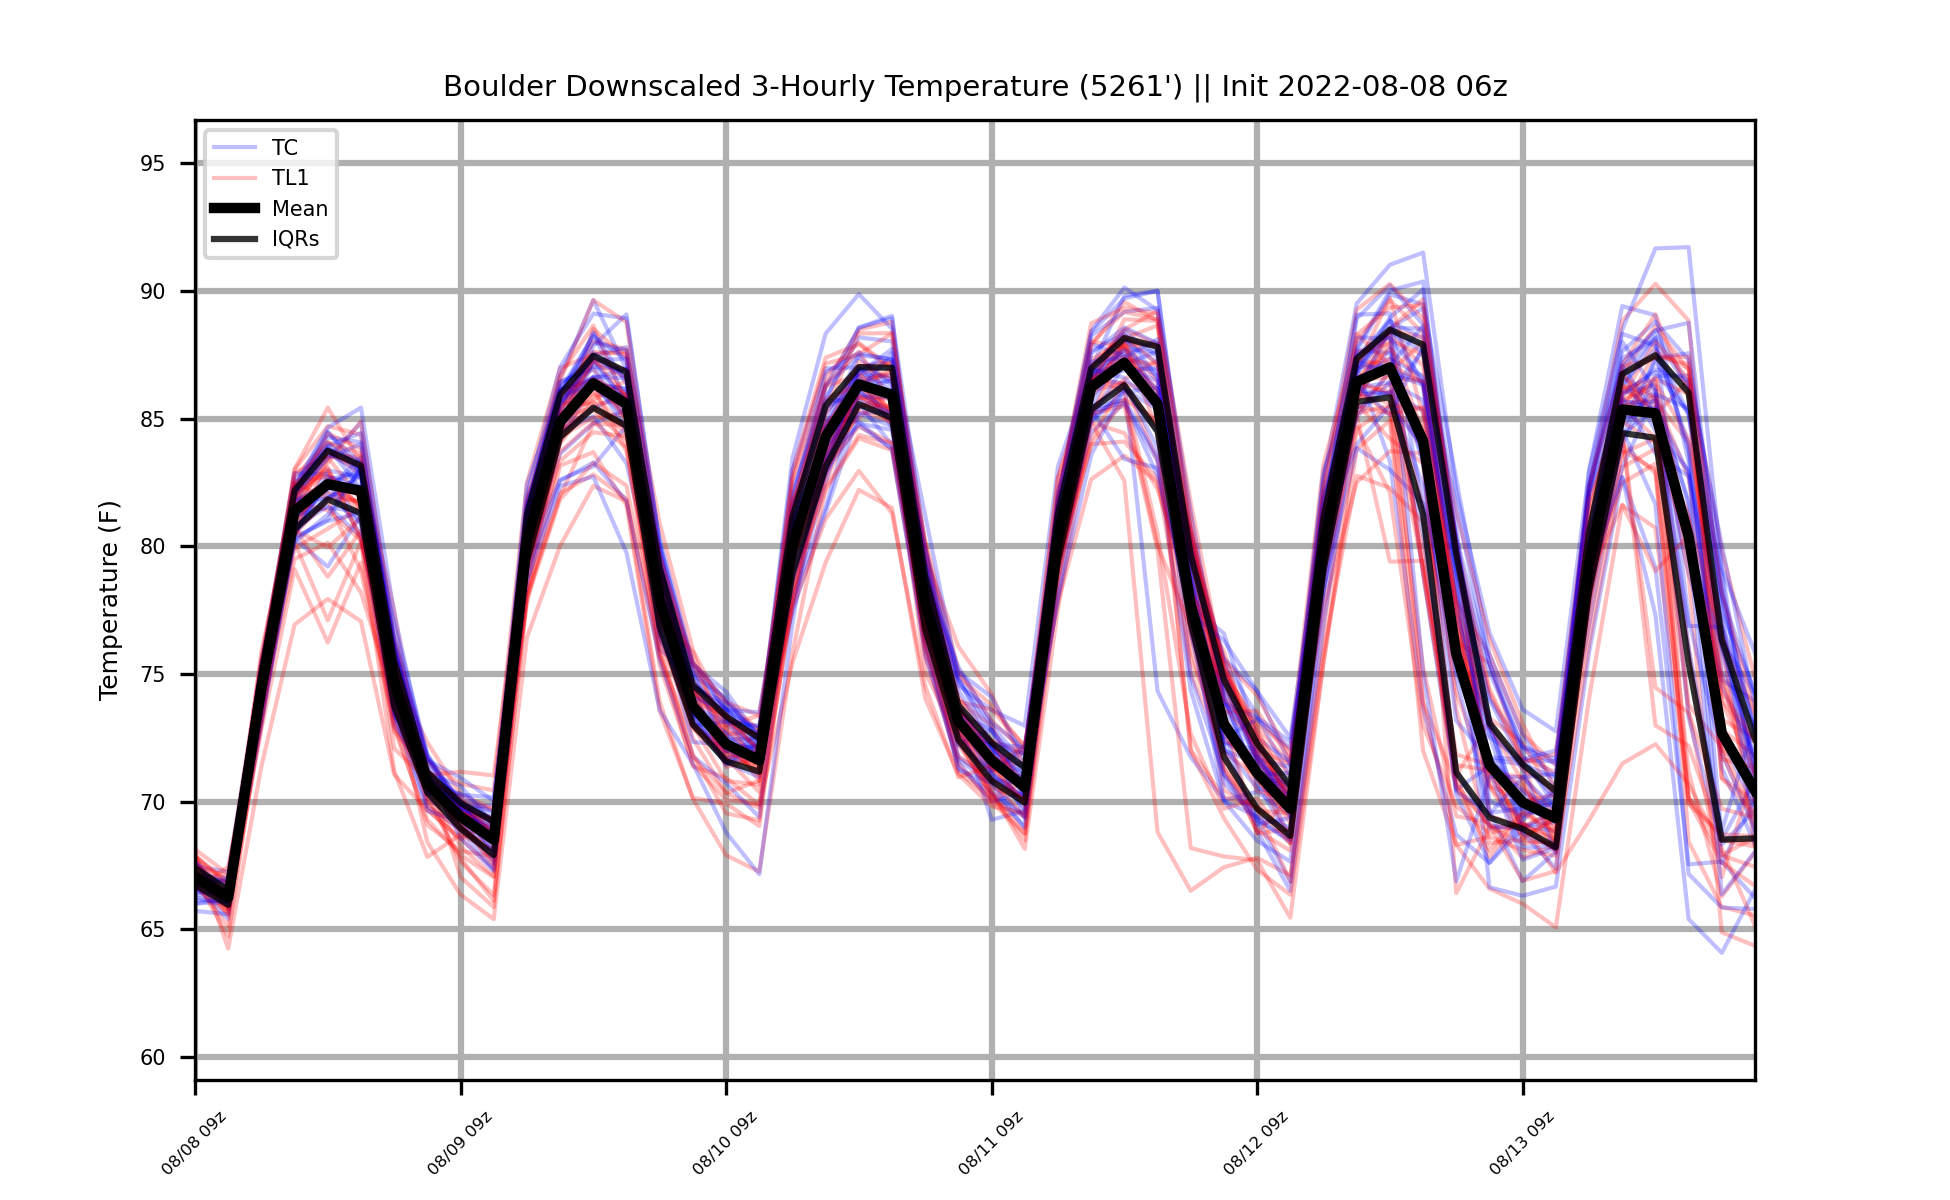 Boulder Downscaled 3-Hourly Temperature (5261') || Init 2022-08-08 06z
TC
TL1
Mean
IQRs
Temperature (F)
95
90
85
80
75
70
65
60
08/08 09z
08/09 09z
08/10 09z
08/11 09z
08/12 09z
08/13 09z